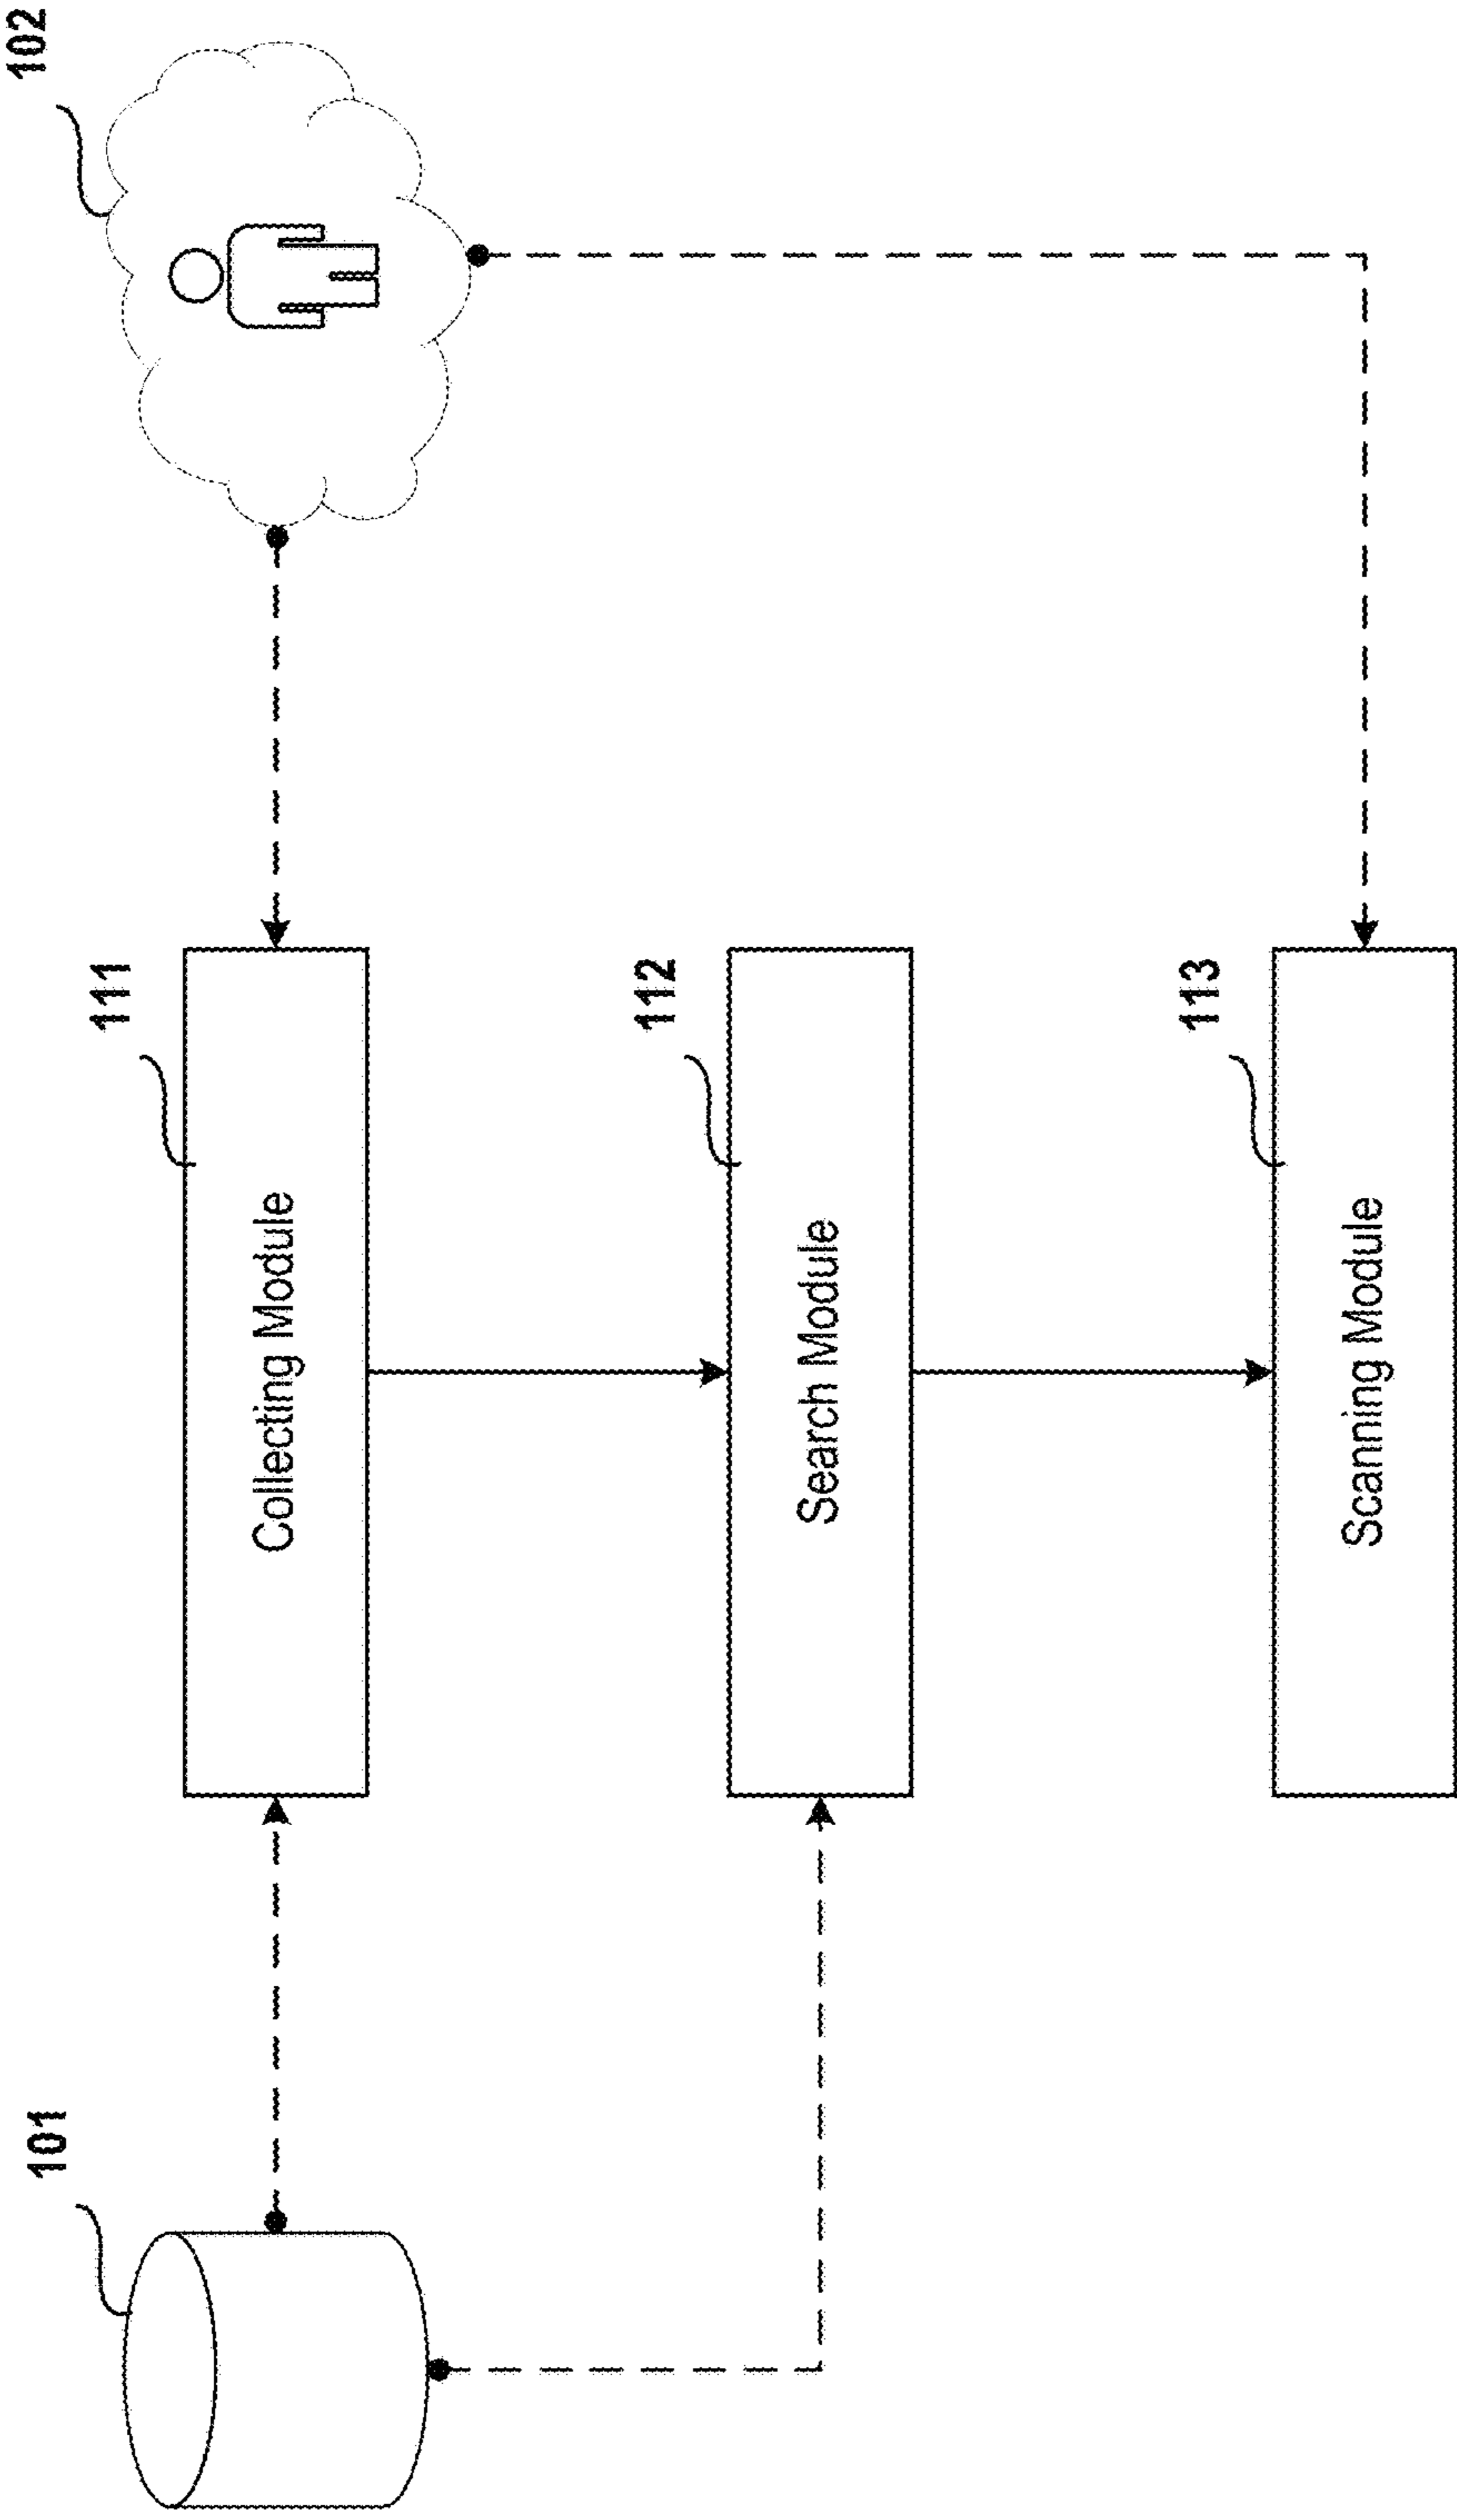 101
102
Collecting Module
111
Search Module
112
Scanning Module
113